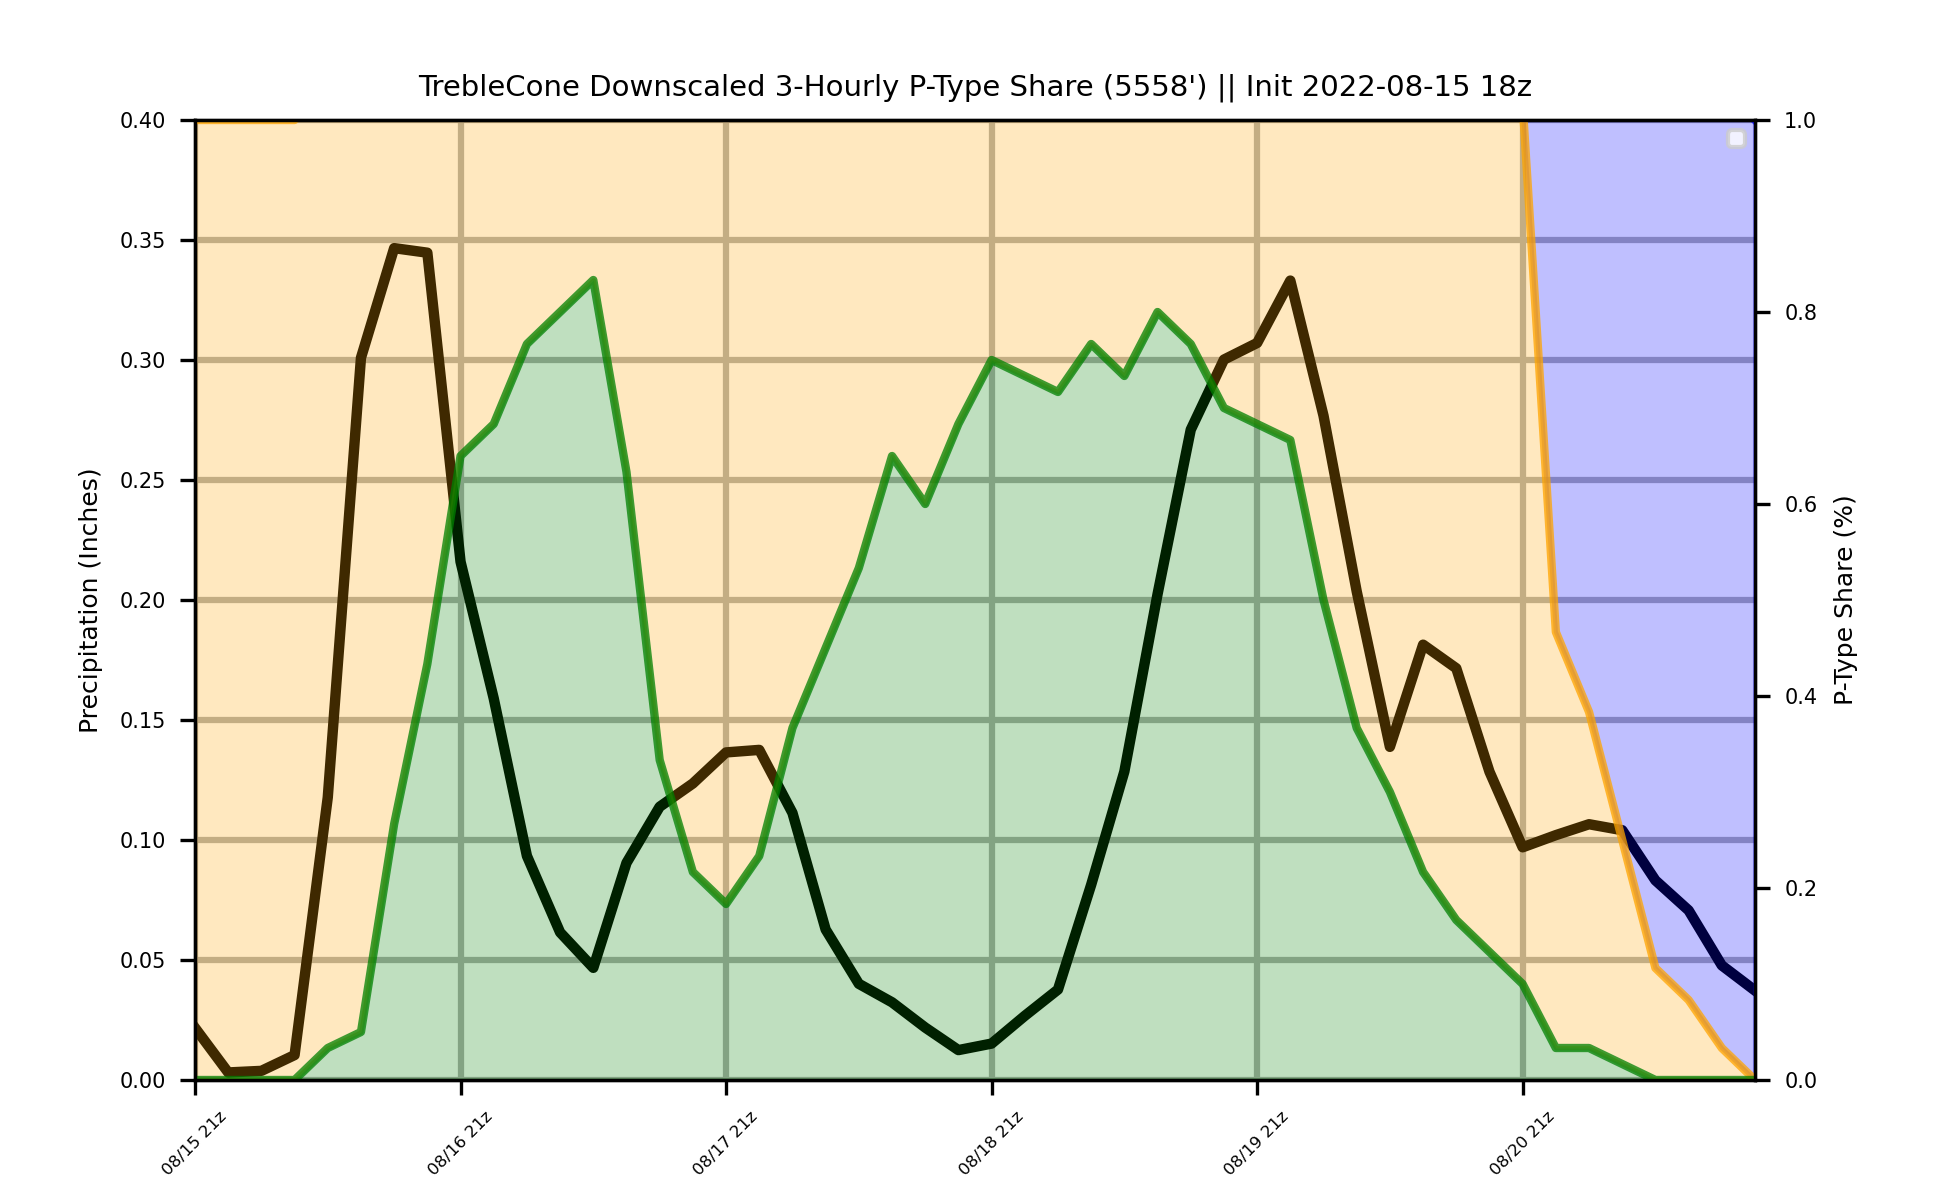 TrebleCone Downscaled 3-Hourly P-Type Share (5558') || Init 2022-08-15 18z
0.40
0.35
0.30
0.25
0.20
0.15
0.10
0.05
0.00
Precipitation (Inches)
1.0
0.8
0.6
0.4
0.2
0.0
P-Type Share (%)
08/15 21z
08/16 21z
08/17 21z
08/18 21z
08/19 21z
08/20 21z